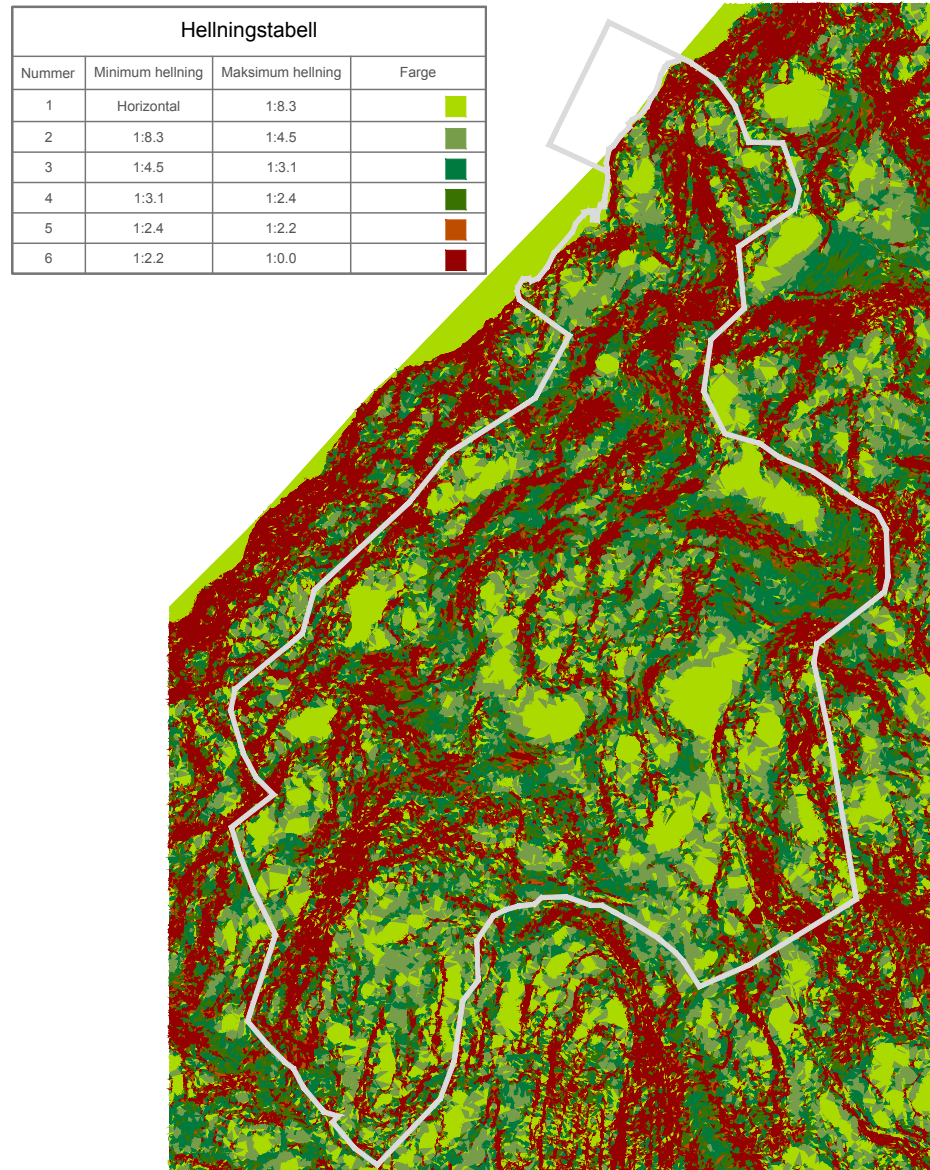 Hellningstabell
Nummer Minimum hellning Maksimum hellning Farge
1 Horizontal 1:8.3
2 1:8.3 1:4.5
3 1:4.5 1:3.1
4 1:3.1 1:2.4
5 1:2.4 1:2.2
6 1:2.2 1:0.0